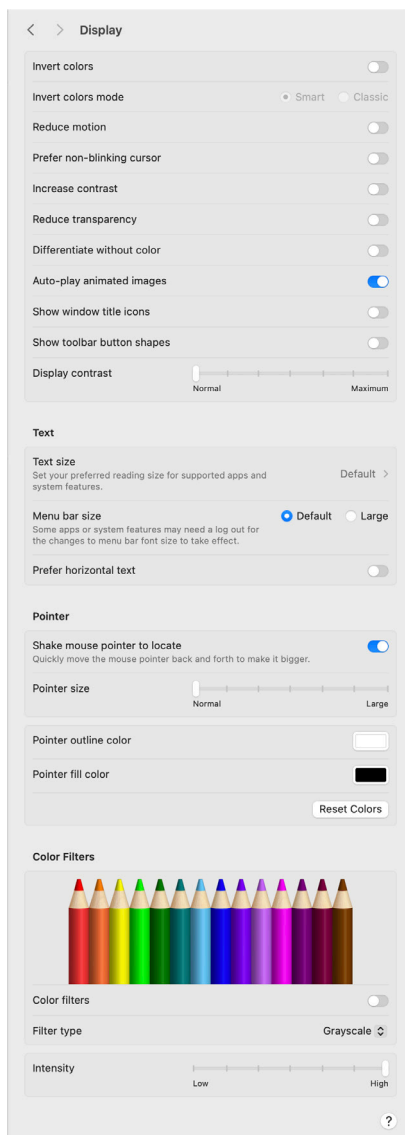 Display
Invert colors
Invert colors mode Smart Classic
Reduce motion
Prefer non-blinking cursor
Increase contrast
Reduce transparency
Differentiate without color
Auto-play animated images
Show window title icons
Show toolbar button shapes
Display contrast
Normal Maximum
Text
Text size
Set your preferred reading size for supported apps and
system features.
Default
Menu bar size
Some apps or system features may need a log out for
the changes to menu bar font size to take effect.
Default Large
Prefer horizontal text
Pointer
Shake mouse pointer to locate
Quickly move the mouse pointer back and forth to make it bigger.
Pointer size
Normal Large
Pointer outline color
Pointer fill color
Reset Colors
Color Filters
Color filters
Filter type Grayscale
Intensity
Low High
?